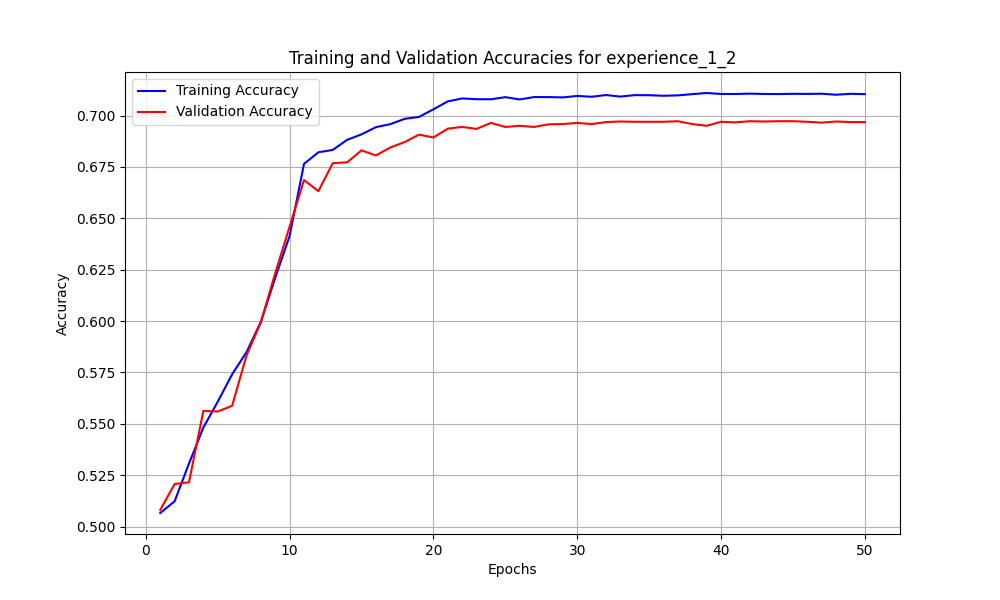 Training and Validation Accuracies for experience_1_2
Training Accuracy
Validation Accuracy
0.700
0.675
0.650
0.625
0.600
0.575
0.550
0.525
0.500
Accuracy
0 10 20 30 40 50
Epochs